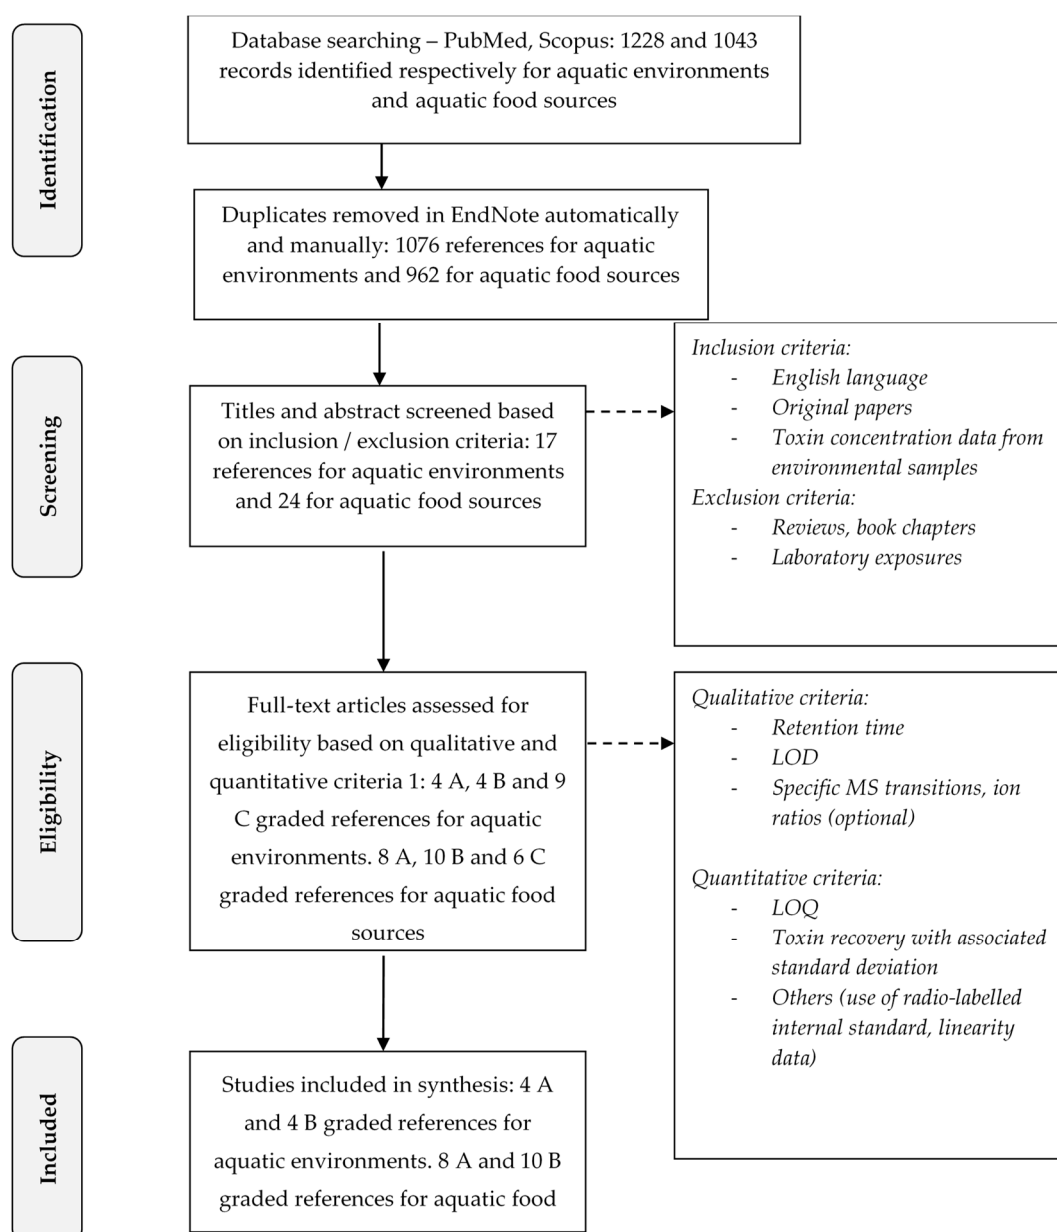 Identification
Database searching – PubMed, Scopus: 1228 and 1043
records identified respectively for aquatic environments
and aquatic food sources
Duplicates removed in EndNote automatically
and manually: 1076 references for aquatic
environments and 962 for aquatic food sources
Screening
Titles and abstract screened based
on inclusion / exclusion criteria: 17
references for aquatic environments
and 24 for aquatic food sources
Inclusion criteria:
- English language
- Original papers
- Toxin concentration data from
environmental samples
Exclusion criteria:
- Reviews, book chapters
- Laboratory exposures
Eligibility
Full-text articles assessed for
eligibility based on qualitative and
quantitative criteria 1: 4 A, 4 B and 9
C graded references for aquatic
environments. 8 A, 10 B and 6 C
graded references for aquatic food
sources
Qualitative criteria:
- Retention time
- LOD
- Specific MS transitions, ion
ratios (optional)
Quantitative criteria:
- LOQ
- Toxin recovery with associated
standard deviation
- Others (use of radio-labelled
internal standard, linearity
data)
Included
Studies included in synthesis: 4 A
and 4 B graded references for
aquatic environments. 8 A and 10 B
graded references for aquatic food